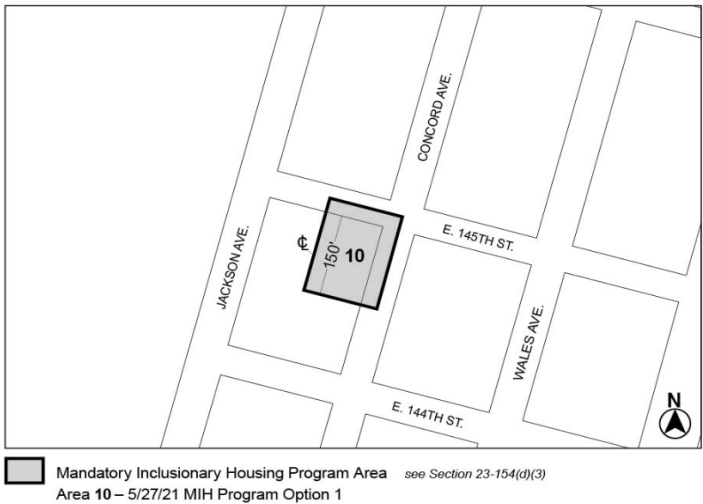 CONCORD AVE.
E. 145TH ST.
JACKSON AVE.
℄
150'
10
WALES AVE.
E. 144TH ST.
N
Mandatory Inclusionary Housing Program Area see Section 23-154(d)(3)
Area 10 – 5/27/21 MIH Program Option 1